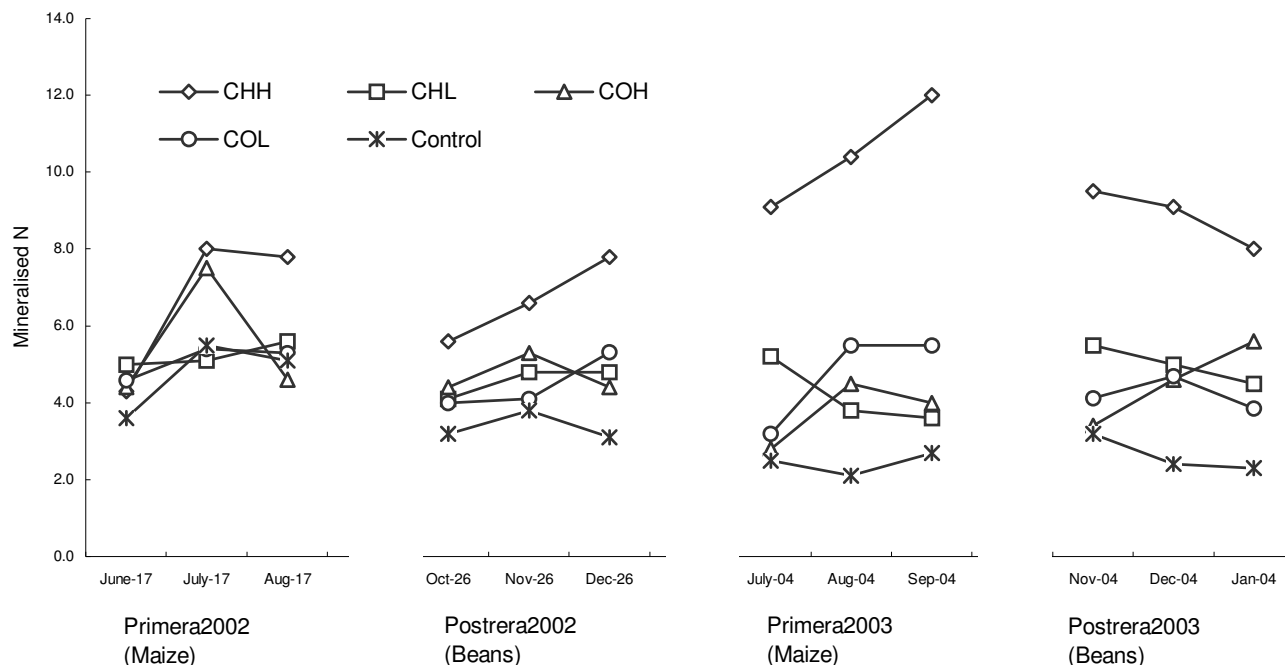 14.0
12.0
10.0
8.0
6.0
4.0
2.0
0.0
Mineralised N
CHH CHL COH
COL Control
June-17 July-17 Aug-17 Oct-26 Nov-26 Dec-26 July-04 Aug-04 Sep-04 Nov-04 Dec-04 Jan-04
Primera2002 Postrera2002 Primera2003 Postrera2003
(Maize) (Beans) (Maize) (Beans)